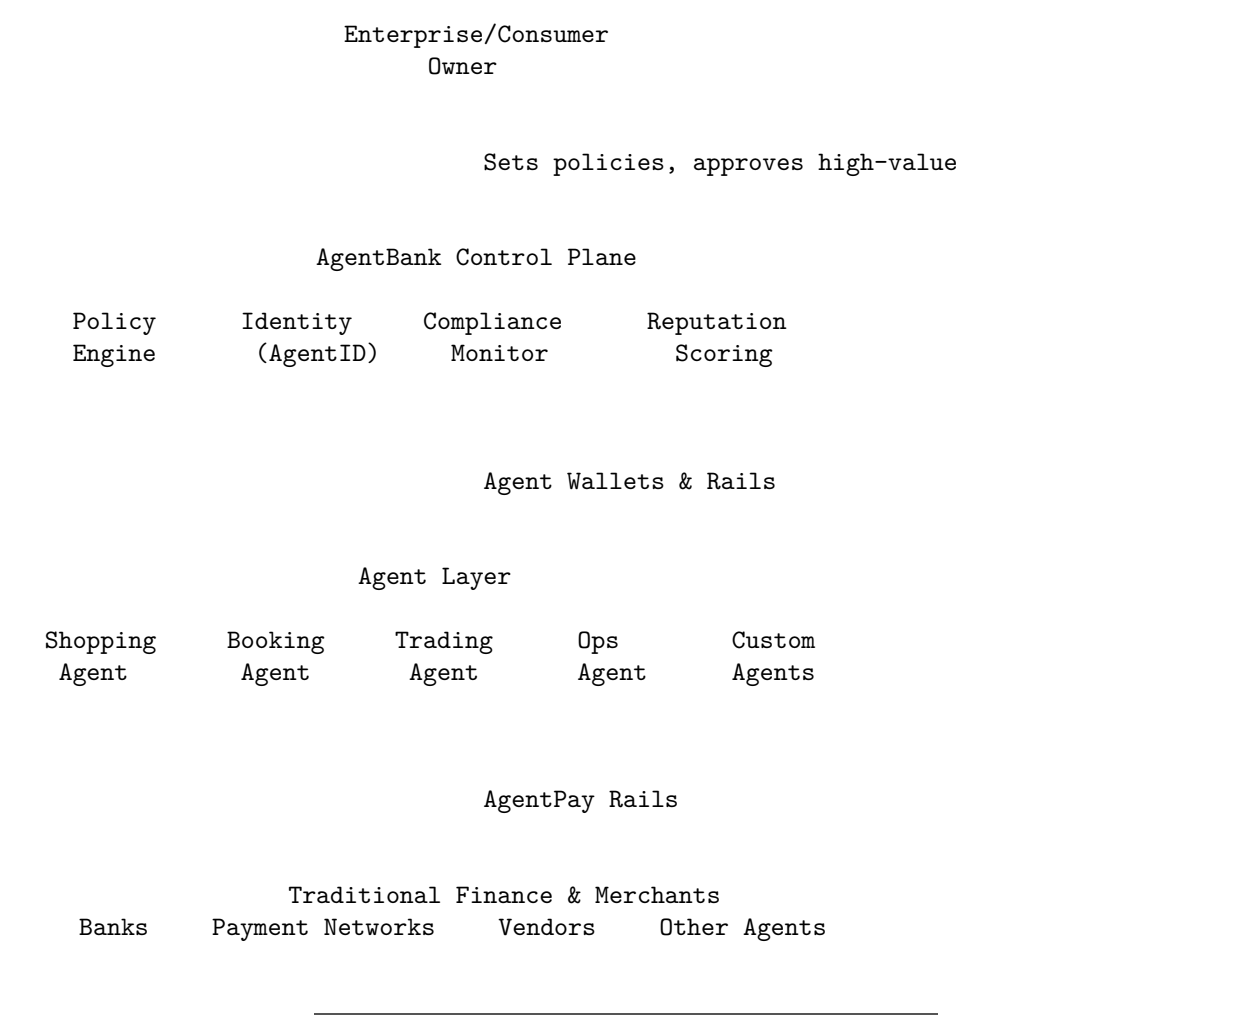 Enterprise/Consumer
Owner
Sets policies, approves high-value
AgentBank Control Plane
Policy Identity Compliance Reputation
Engine (AgentID) Monitor Scoring
Agent Wallets & Rails
Agent Layer
Shopping Booking Trading Ops Custom
Agent Agent Agent Agent Agents
AgentPay Rails
Traditional Finance & Merchants
Banks Payment Networks Vendors Other Agents